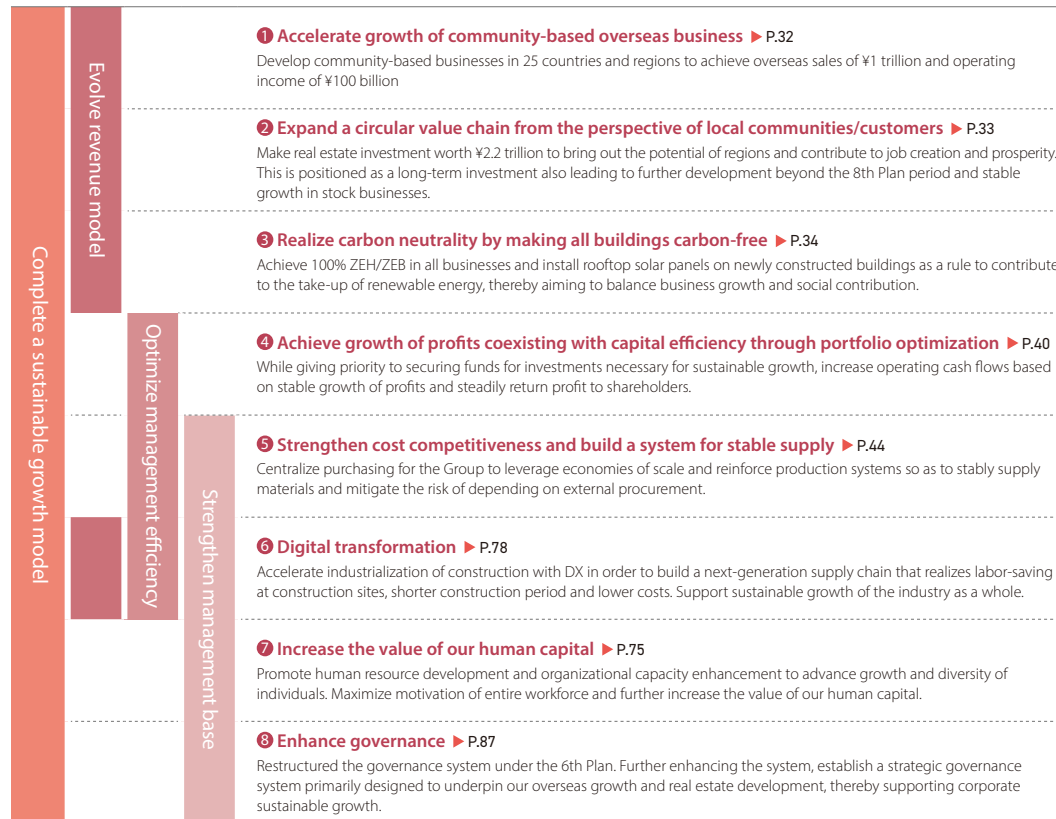 Complete a sustainable growth model
Evolve revenue model
Optimize management efficiency
Strengthen management base
❶ Accelerate growth of community-based overseas business ▶ P.32
Develop community-based businesses in 25 countries and regions to achieve overseas sales of ¥1 trillion and operating
income of ¥100 billion
❷ Expand a circular value chain from the perspective of local communities/customers ▶ P.33
Make real estate investment worth ¥2.2 trillion to bring out the potential of regions and contribute to job creation and prosperity.
This is positioned as a long-term investment also leading to further development beyond the 8th Plan period and stable
growth in stock businesses.
❸ Realize carbon neutrality by making all buildings carbon-free ▶ P.34
Achieve 100% ZEH/ZEB in all businesses and install rooftop solar panels on newly constructed buildings as a rule to contribute
to the take-up of renewable energy, thereby aiming to balance business growth and social contribution.
❹ Achieve growth of profits coexisting with capital efficiency through portfolio optimization ▶ P.40
While giving priority to securing funds for investments necessary for sustainable growth, increase operating cash flows based
on stable growth of profits and steadily return profit to shareholders.
❺ Strengthen cost competitiveness and build a system for stable supply ▶ P.44
Centralize purchasing for the Group to leverage economies of scale and reinforce production systems so as to stably supply
materials and mitigate the risk of depending on external procurement.
❻ Digital transformation ▶ P.78
Accelerate industrialization of construction with DX in order to build a next-generation supply chain that realizes labor-saving
at construction sites, shorter construction period and lower costs. Support sustainable growth of the industry as a whole.
❼ Increase the value of our human capital ▶ P.75
Promote human resource development and organizational capacity enhancement to advance growth and diversity of
individuals. Maximize motivation of entire workforce and further increase the value of our human capital.
❽ Enhance governance ▶ P.87
Restructured the governance system under the 6th Plan. Further enhancing the system, establish a strategic governance
system primarily designed to underpin our overseas growth and real estate development, thereby supporting corporate
sustainable growth.